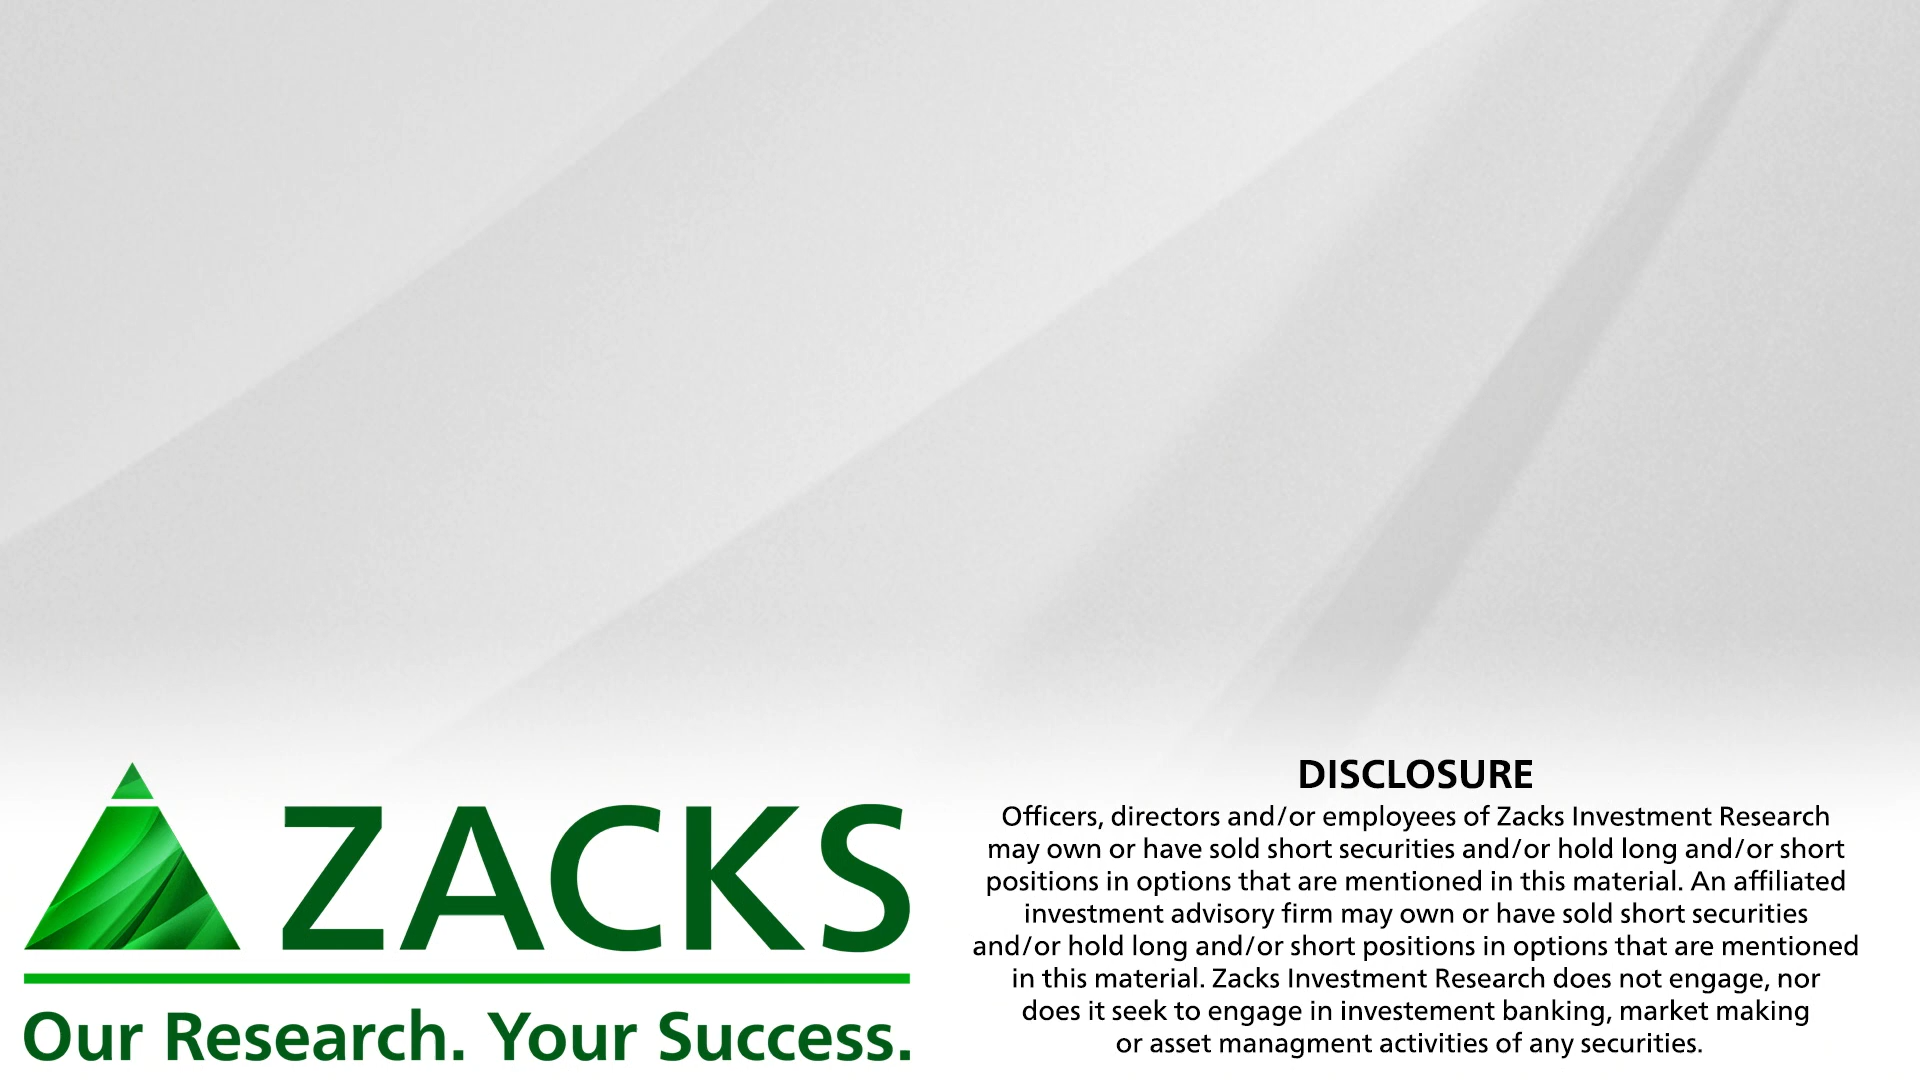 ZACKS
Our Research. Your Success.
DISCLOSURE
Officers, directors and/or employees of Zacks Investment Research
may own or have sold short securities and/or hold long and/or short
positions in options that are mentioned in this material. An affiliated
investment advisory firm may own or have sold short securities
and/or hold long and/or short positions in options that are mentioned
in this material. Zacks Investment Research does not engage, nor
does it seek to engage in investement banking, market making
or asset managment activities of any securities.